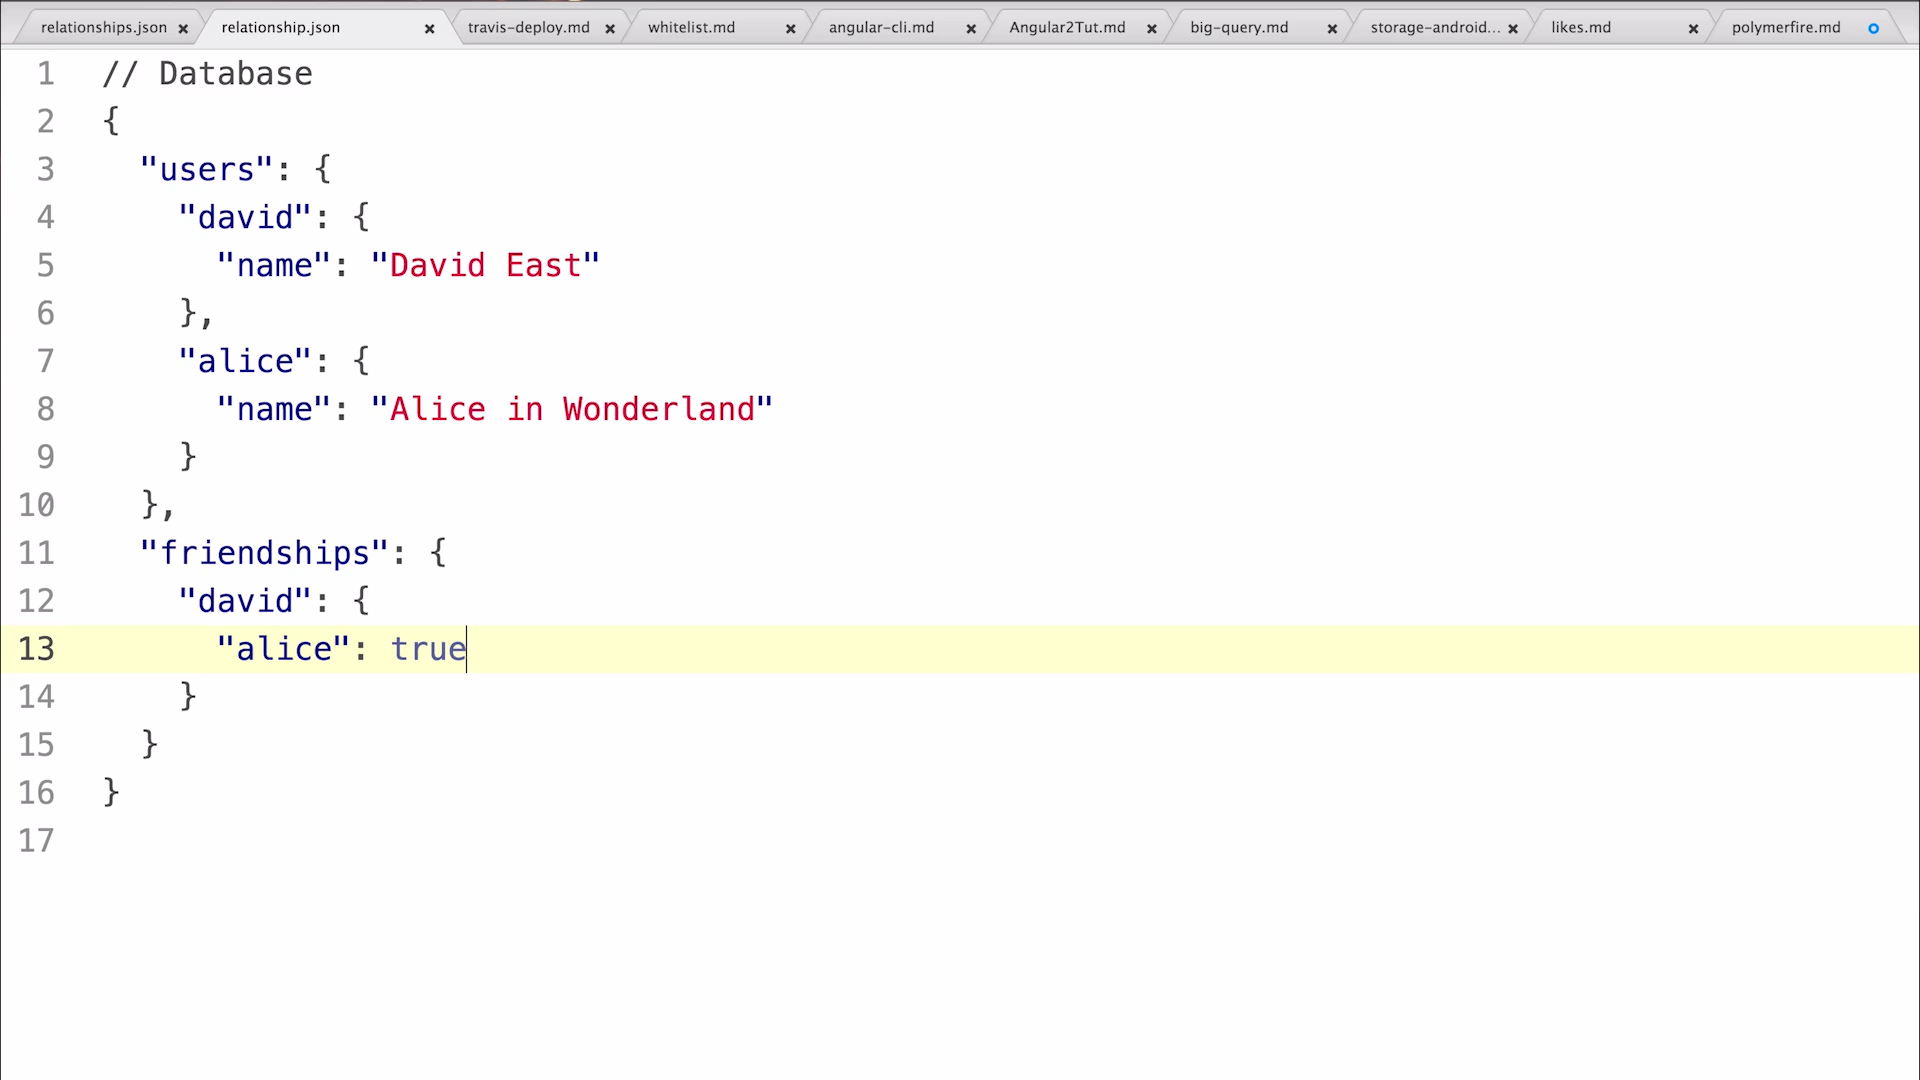 relationships.json × relationship.json × travis-deploy.md × whitelist.md × angular-cli.md × Angular2Tut.md × big-query.md × storage-android... × likes.md × polymerfire.md
1 // Database
2 {
3   "users": {
4     "david": {
5       "name": "David East"
6     },
7     "alice": {
8       "name": "Alice in Wonderland"
9     }
10   },
11   "friendships": {
12     "david": {
13       "alice": true
14     }
15   }
16 }
17